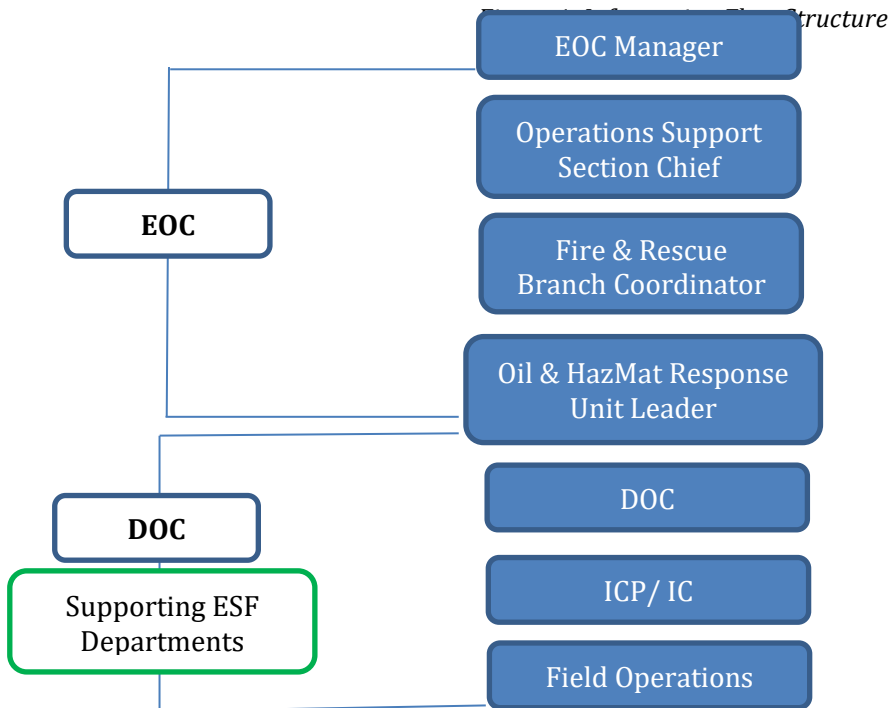 Structure
EOC Manager
Operations Support
Section Chief
EOC
Fire & Rescue
Branch Coordinator
Oil & HazMat Response
Unit Leader
DOC
DOC
Supporting ESF
Departments
ICP/ IC
Field Operations